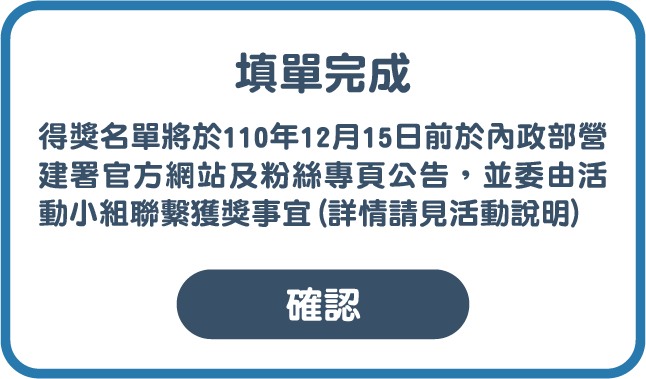 填單完成
得獎名單將於110年12月15日前於內政部營
建署官方網站及粉絲專頁公告，並委由活
動小組聯繫獲獎事宜(詳情請見活動說明)
確認